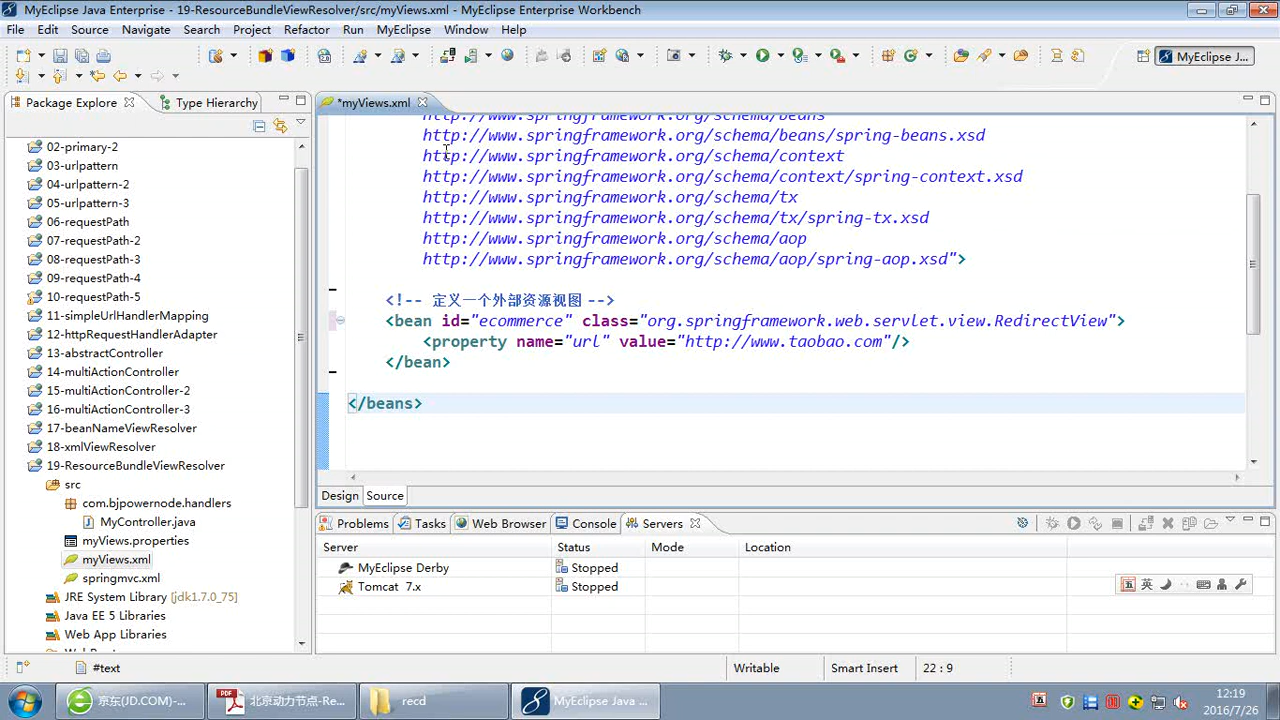 MyEclipse Java Enterprise - 19-ResourceBundleViewResolver/src/myViews.xml - MyEclipse Enterprise Workbench
File Edit Source Navigate Search Project Refactor Run MyEclipse Window Help
MyEclipse J...
Package Explore
Type Hierarchy
02-primary-2
03-urlpattern
04-urlpattern-2
05-urlpattern-3
06-requestPath
07-requestPath-2
08-requestPath-3
09-requestPath-4
10-requestPath-5
11-simpleUrlHandlerMapping
12-httpRequestHandlerAdapter
13-abstractController
14-multiActionController
15-multiActionController-2
16-multiActionController-3
17-beanNameViewResolver
18-xmlViewResolver
19-ResourceBundleViewResolver
src
com.bjpowernode.handlers
MyController.java
myViews.properties
myViews.xml
springmvc.xml
JRE System Library [jdk1.7.0_75]
Java EE 5 Libraries
Web App Libraries
*myViews.xml
http://www.springframework.org/schema/beans
http://www.springframework.org/schema/beans/spring-beans.xsd
http://www.springframework.org/schema/context
http://www.springframework.org/schema/context/spring-context.xsd
http://www.springframework.org/schema/tx
http://www.springframework.org/schema/tx/spring-tx.xsd
http://www.springframework.org/schema/aop
http://www.springframework.org/schema/aop/spring-aop.xsd">
<!-- 定义一个外部资源视图 -->
<bean id="ecommerce" class="org.springframework.web.servlet.view.RedirectView">
<property name="url" value="http://www.taobao.com"/>
</bean>
</beans>
Design Source
Problems Tasks Web Browser Console Servers
Server Status Mode Location
MyEclipse Derby Stopped
Tomcat 7.x Stopped
英
#text Writable Smart Insert 22 : 9
京东(JD.COM)-... 北京动力节点-Re... recd MyEclipse Java ...
12:19
2016/7/26